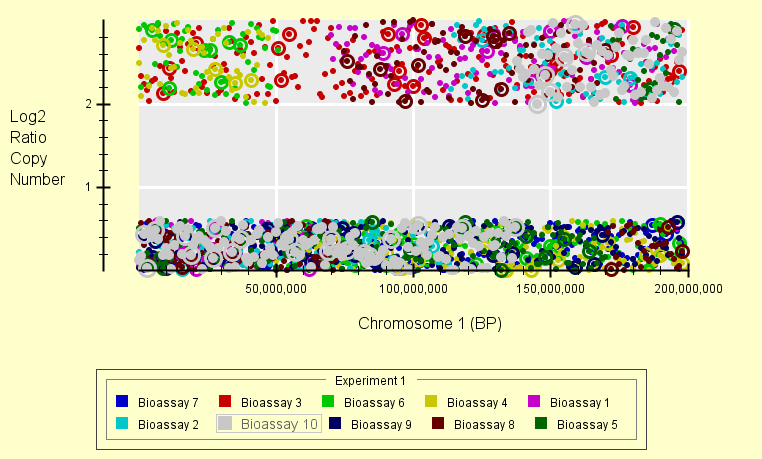 2
Log2
Ratio
Copy
Number
1
50,000,000 100,000,000 150,000,000 200,000,000
Chromosome 1 (BP)
Experiment 1
Bioassay 7 Bioassay 3 Bioassay 6 Bioassay 4 Bioassay 1
Bioassay 2 Bioassay 10 Bioassay 9 Bioassay 8 Bioassay 5